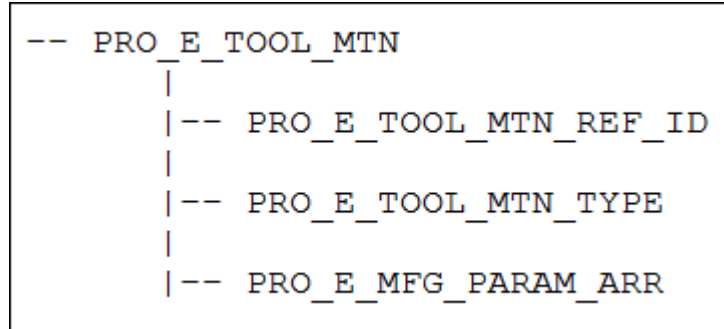 -- PRO_E_TOOL_MTN
|
|-- PRO_E_TOOL_MTN_REF_ID
|
|-- PRO_E_TOOL_MTN_TYPE
|
|-- PRO_E_MFG_PARAM_ARR